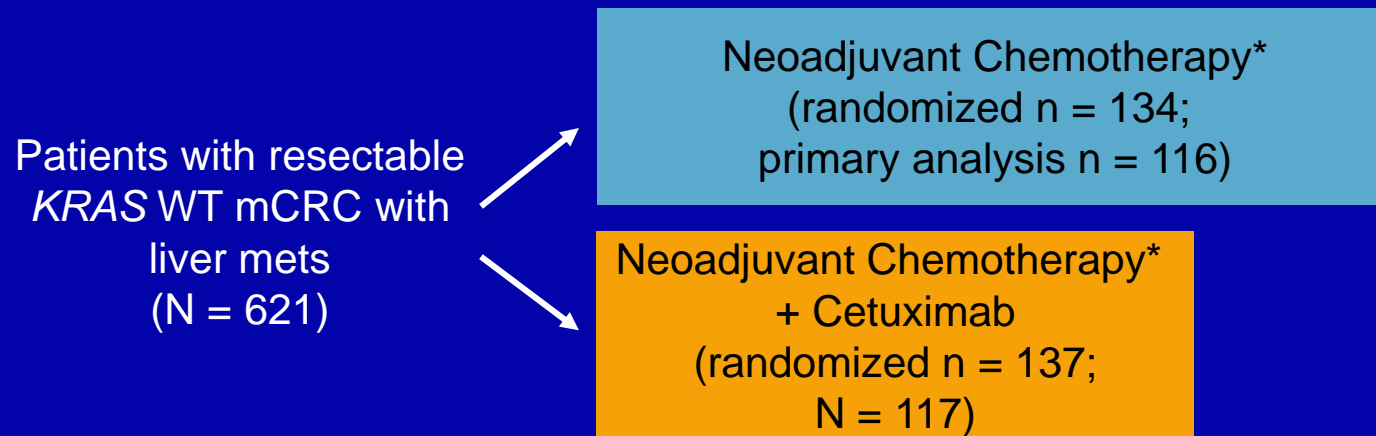 Patients with resectable
KRAS WT mCRC with
liver mets
(N = 621)
Neoadjuvant Chemotherapy*
(randomized n = 134;
primary analysis n = 116)
Neoadjuvant Chemotherapy*
+ Cetuximab
(randomized n = 137;
N = 117)